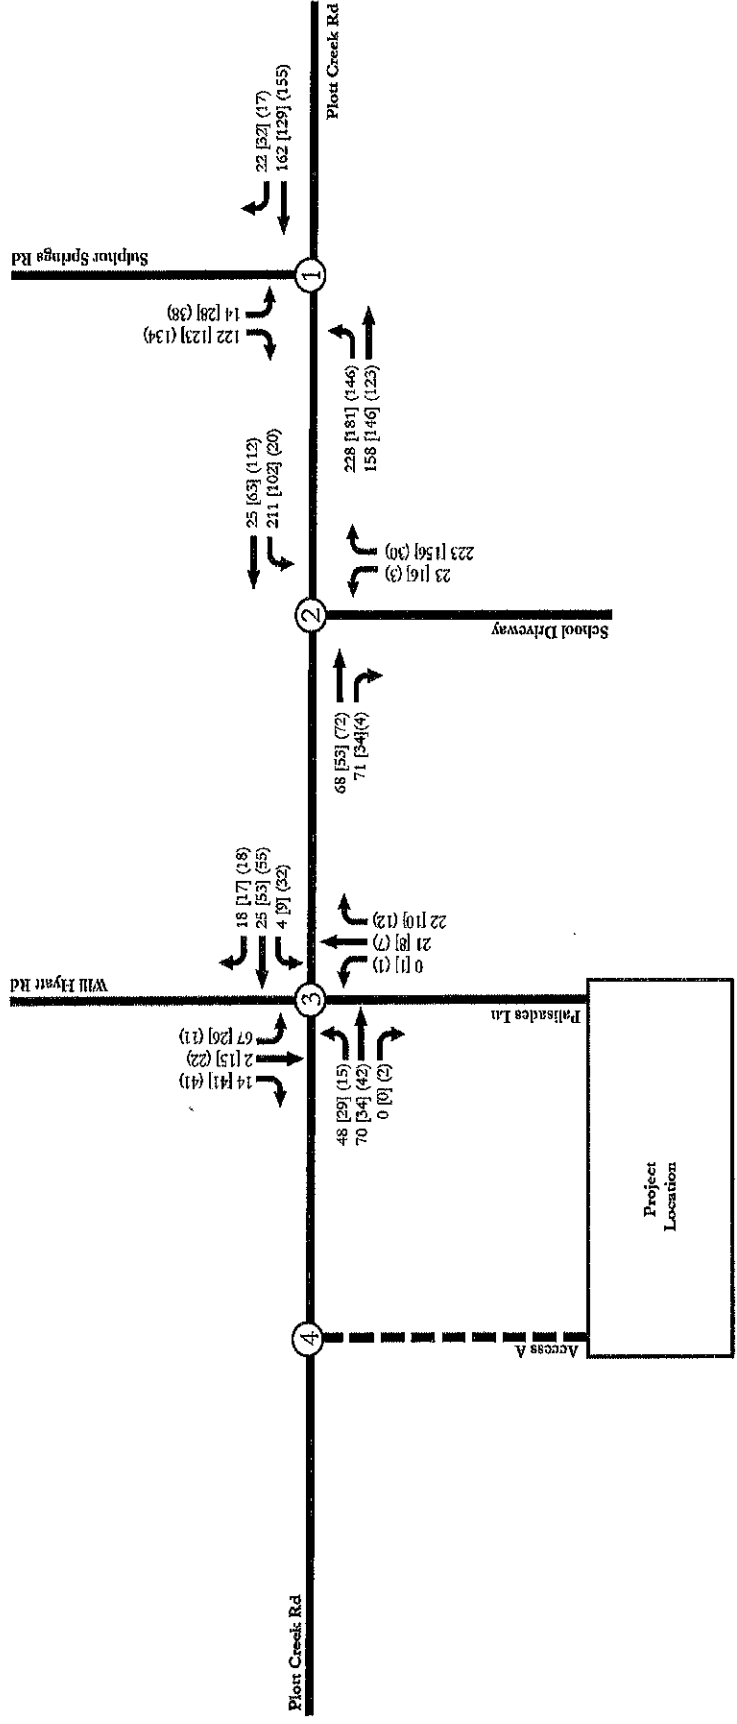 Plott Creek Rd
22 [32] (17)
162 [129] (155)
Sulphur Springs Rd
1
14 [28] (38)
122 [123] (134)
228 [181] (146)
158 [146] (123)
25 [63] (112)
211 [102] (20)
223 [156] (30)
23 [16] (3)
2
School Driveway
68 [53] (72)
71 [34](4)
18 [17] (18)
25 [53] (55)
4 [9] (32)
22 [10] (12)
21 [8] (7)
0 [1] (1)
Will Hyatt Rd
3
Palisades Ln
67 [26] (11)
2 [15] (22)
14 [41] (41)
48 [29] (15)
70 [34] (42)
0 [0] (2)
Project
Location
4
Access A
Plott Creek Rd